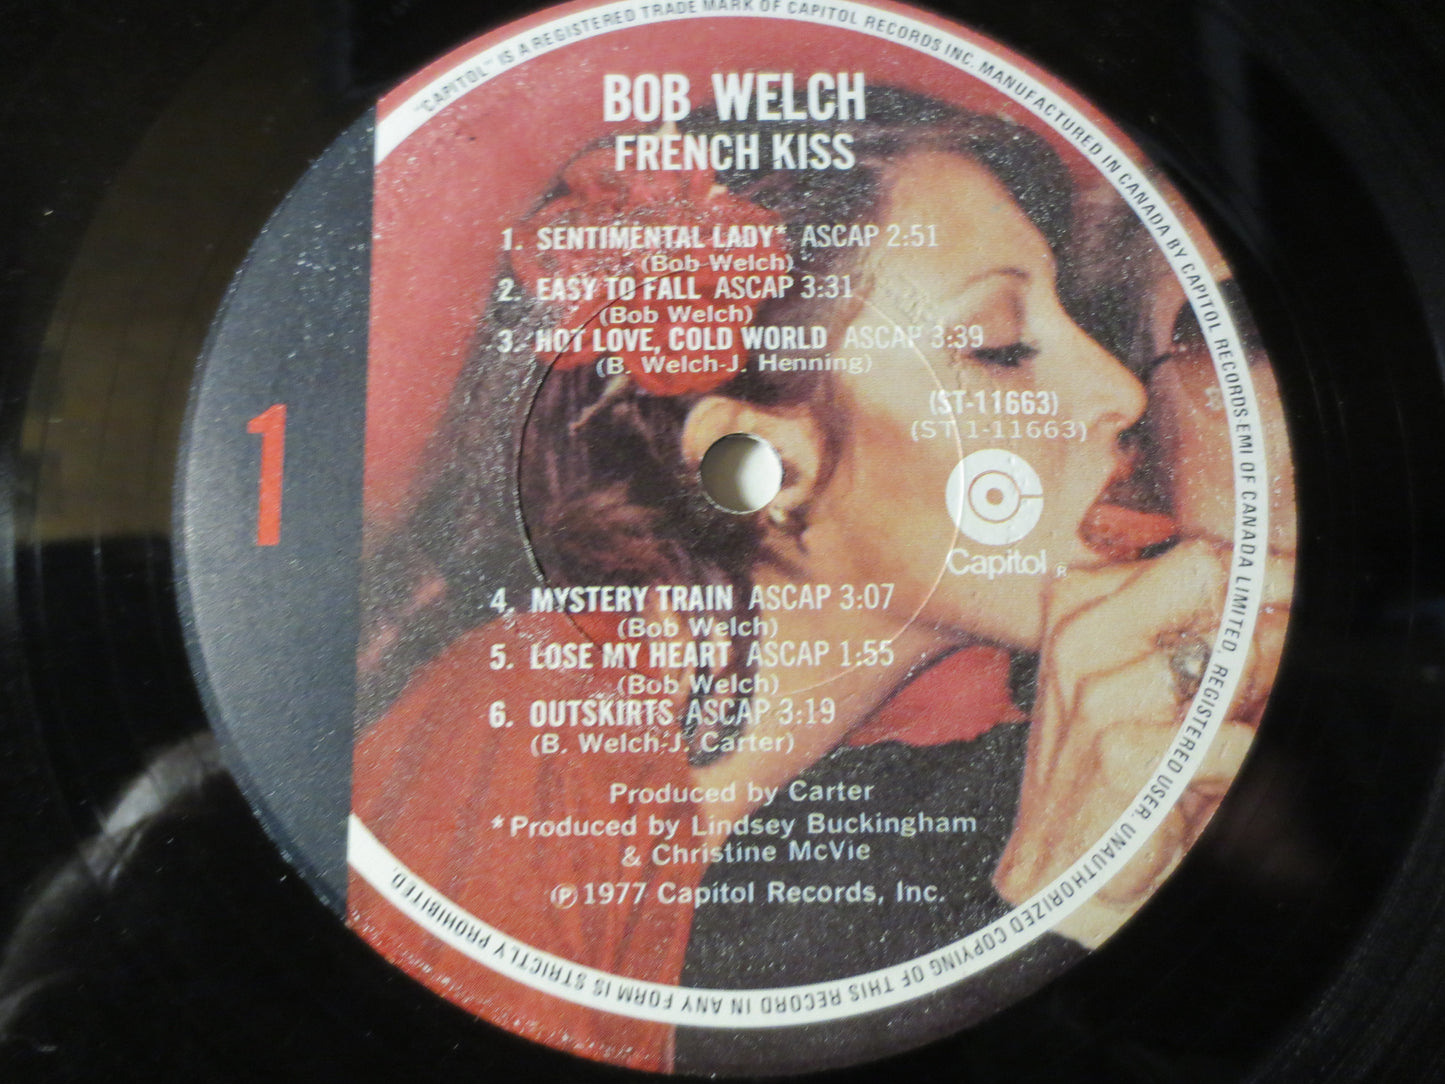 "CAPITOL" IS A REGISTERED TRADE MARK OF CAPITOL RECORDS INC. MANUFACTURED IN CANADA BY CAPITOL RECORDS-EMI OF CANADA LIMITED. REGISTERED USER. UNAUTHORIZED COPYING OF THIS RECORD IN ANY FORM IS STRICTLY PROHIBITED.
BOB WELCH
FRENCH KISS
1. SENTIMENTAL LADY* ASCAP 2:51
(Bob Welch)
2. EASY TO FALL ASCAP 3:31
(Bob Welch)
3. HOT LOVE, COLD WORLD ASCAP 3:39
(B. Welch-J. Henning)
(ST-11663)
(ST 1-11663)
1
Capitol ®
4. MYSTERY TRAIN ASCAP 3:07
(Bob Welch)
5. LOSE MY HEART ASCAP 1:55
(Bob Welch)
6. OUTSKIRTS ASCAP 3:19
(B. Welch-J. Carter)
Produced by Carter
*Produced by Lindsey Buckingham
& Christine McVie
℗ 1977 Capitol Records, Inc.